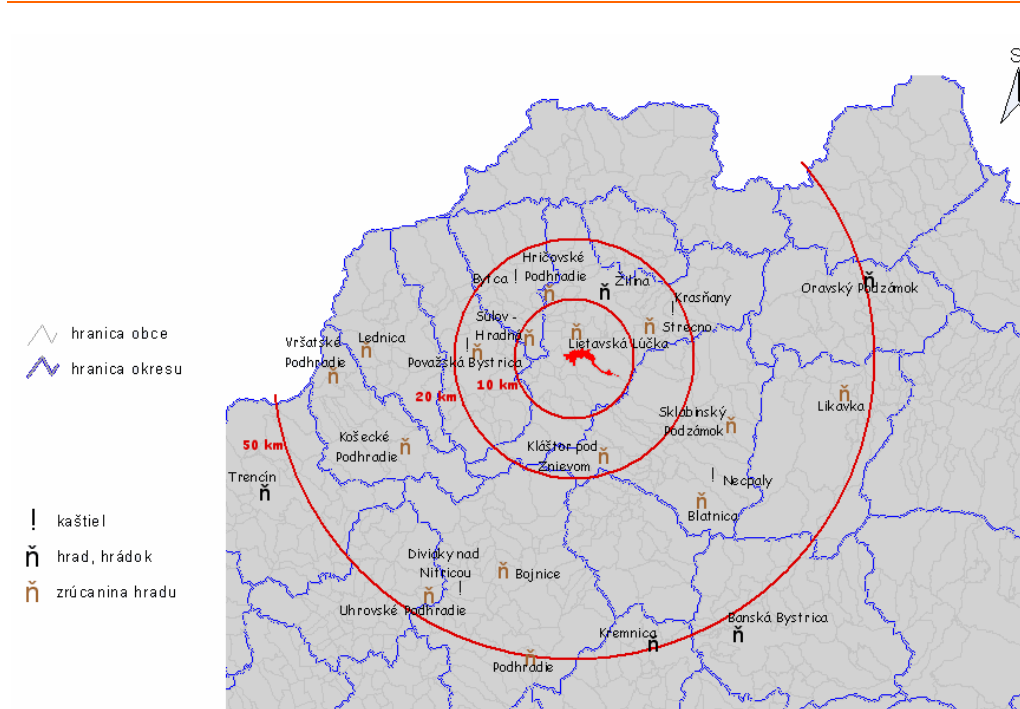 S
Hričovské
Bytča
Podhradie
Žilina
Oravský Podzámok
Krasňany
Súľov -
Hradná
Strečno
Lietavská Lúčka
hranica obce
Vršatské
Podhradie
Lednica
Považská Bystrica
hranica okresu
10 km
20 km
Likavka
Sklabinský
Podzámok
50 km
Košecké
Podhradie
Kláštor pod
Znievom
Trencín
Necpaly
Blatnica
! kaštiel
ň hrad, hrádok
ň zrúcanina hradu
Diviaky nad
Nitricou
Bojnice
Uhrovské Podhradie
Banská Bystrica
Kremnica
Podhradie